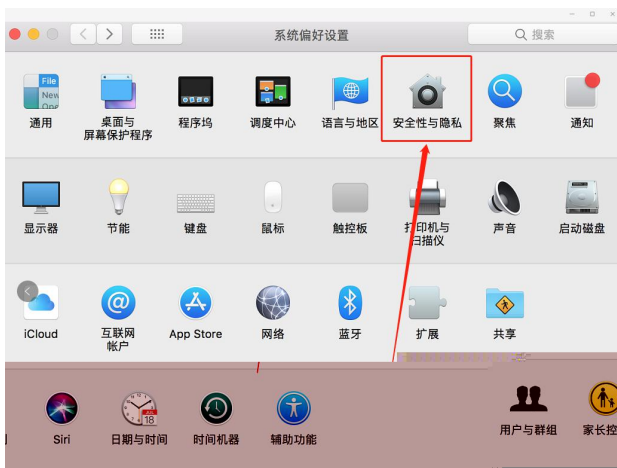 系统偏好设置
搜索
File
New
One
通用
桌面与
屏幕保护程序
程序坞
调度中心
语言与地区
安全性与隐私
聚焦
通知
显示器
节能
键盘
鼠标
触控板
打印机与
扫描仪
声音
启动磁盘
iCloud
互联网
帐户
App Store
网络
蓝牙
扩展
共享
JUL
18
Siri
日期与时间
时间机器
辅助功能
用户与群组
家长控